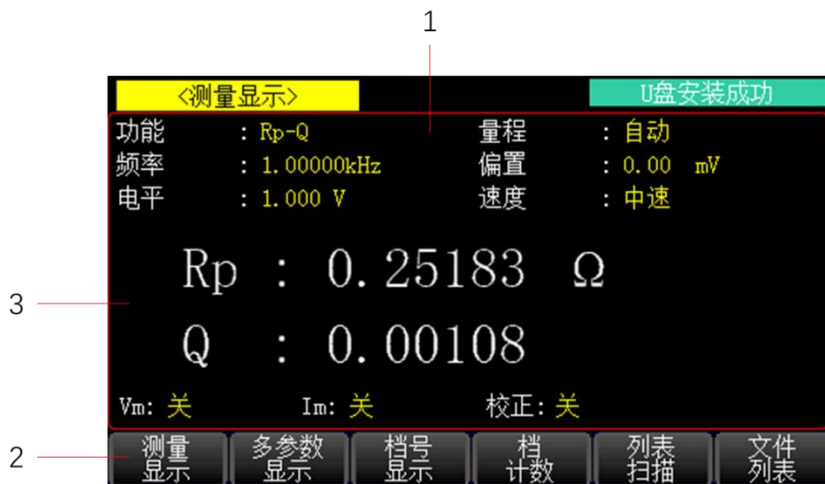 1
<测量显示> U盘安装成功
功能 : Rp-Q 量程 : 自动
频率 : 1.00000kHz 偏置 : 0.00 mV
电平 : 1.000 V 速度 : 中速
Rp : 0.25183 Ω
3
Q : 0.00108
Vm: 关 Im: 关 校正: 关
2
测量 多参数 档号 档 列表 文件
显示 显示 显示 计数 扫描 列表